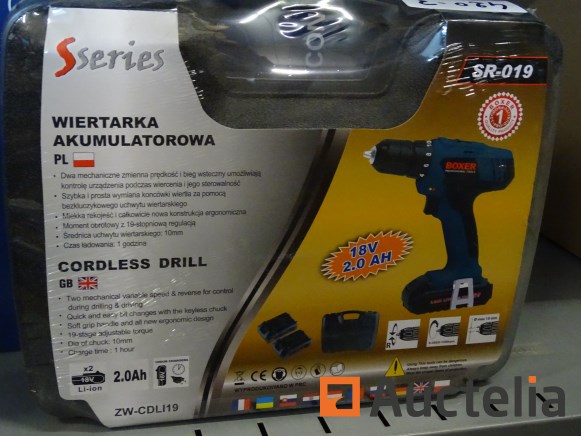 Sseries
SR-019
BOXER
1
WIERTARKA
AKUMULATOROWA
PL
• Dwa mechaniczne zmienna prędkość i bieg wsteczny umożliwiają
kontrolę urządzenia podczas wiercenia i jego sterowalność
• Szybka i prosta wymiana końcówki wiertła za pomocą
bezkluczykowego uchwytu wiertarskiego
• Miękka rękojeść i całkowicie nowa konstrukcja ergonomiczne
• Moment obrotowy z 19-stopniową regulacją
• Średnica uchwytu wiertarskiego: 10mm
• Czas ładowania: 1 godzina
BOXER
18V
2.0 AH
CORDLESS DRILL
GB
• Two mechanical variable speed & reverse for control
during drilling & driving
• Quick and easy bit changes with the keyless chuck
• Soft grip handle and all new ergonomic design
• 19-stage adjustable torque
• Dia of chuck: 10mm
• Charge time : 1 hour
x2
18V
Li-ion
2.0Ah
CE
ZW-CDLI19
Auctelia